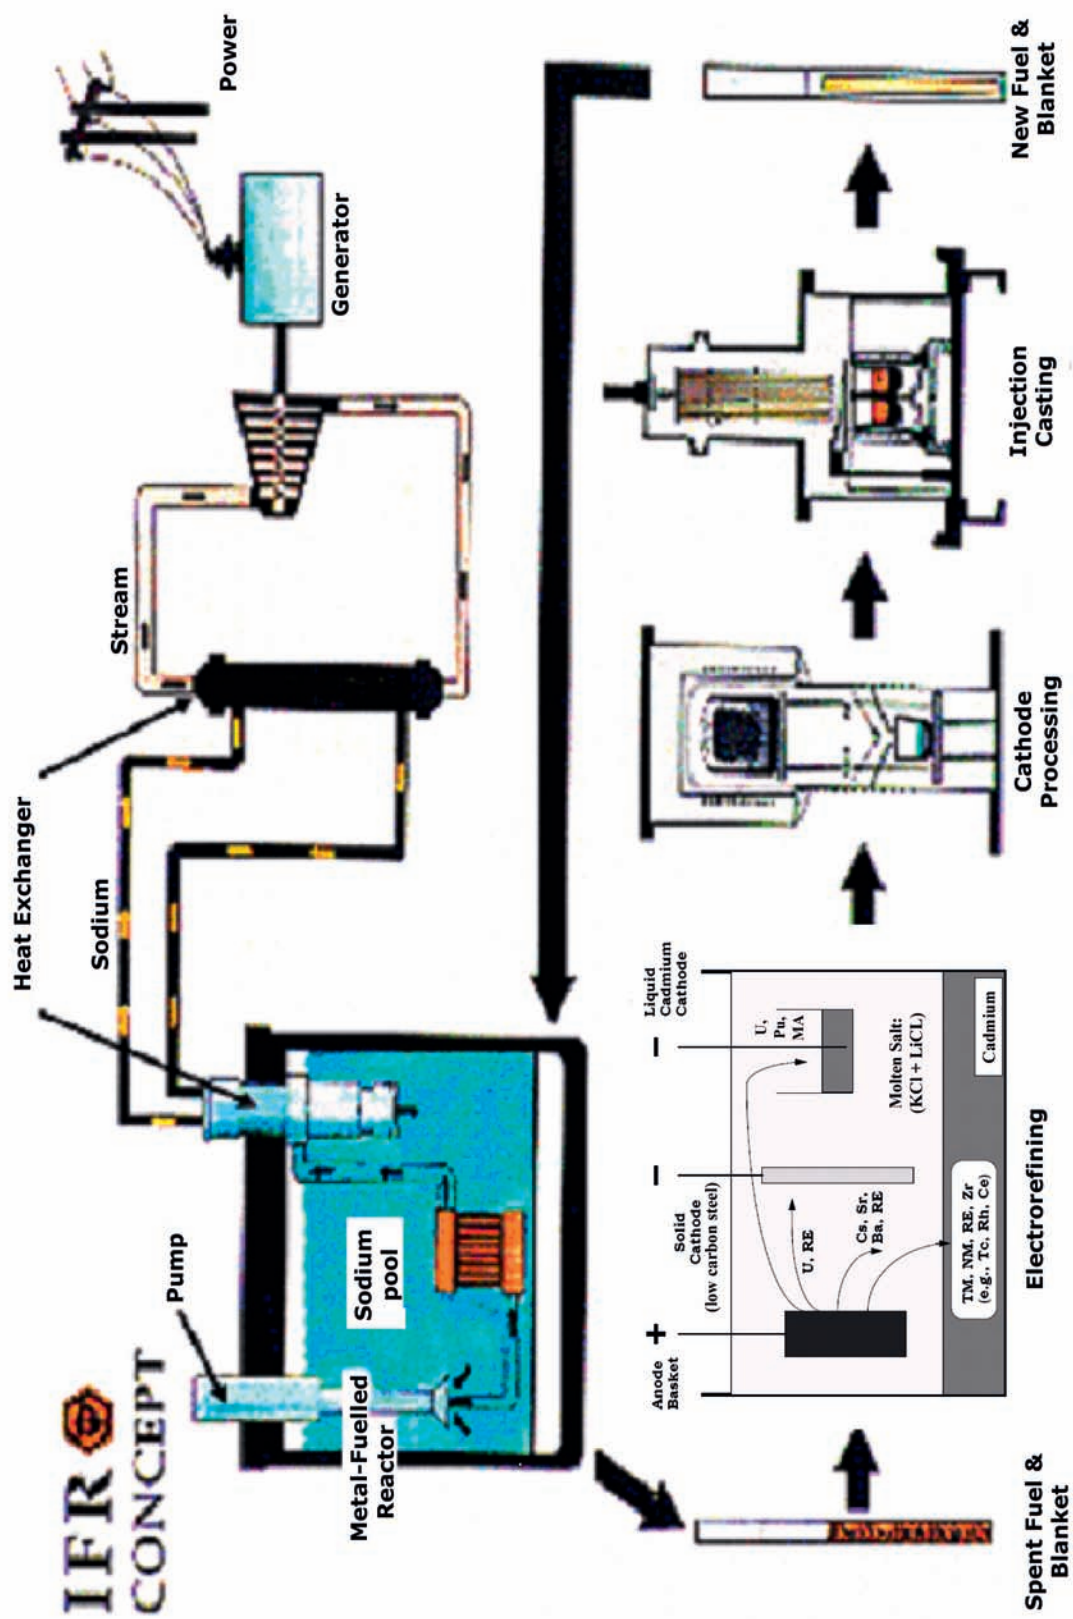 IFR
CONCEPT
Heat Exchanger
Sodium
Stream
Power
Generator
Pump
Sodium
pool
Metal-Fuelled
Reactor
Anode
Basket
+
Solid
Cathode
(low carbon steel)
−
Liquid
Cadmium
Cathode
−
U,
Pu,
MA
U, RE
Cs, Sr,
Ba, RE
Molten Salt:
(KCl + LiCL)
TM, NM, RE, Zr
(e.g., Tc, Rh, Ce)
Cadmium
Spent Fuel &
Blanket
Electrorefining
Cathode
Processing
Injection
Casting
New Fuel &
Blanket